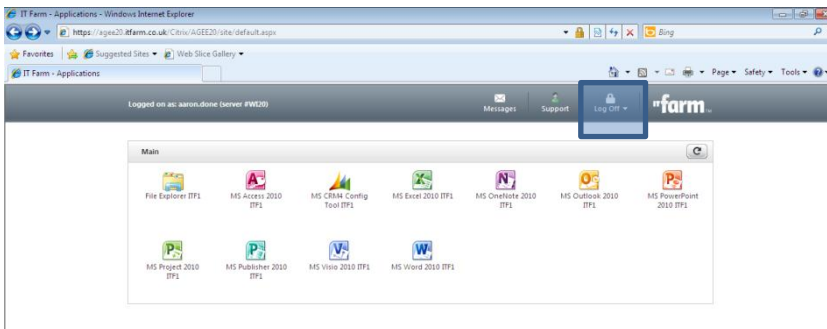 IT Farm - Applications - Windows Internet Explorer
https://agee20.itfarm.co.uk/Citrix/AGEE20/site/default.aspx
Bing
Favorites Suggested Sites Web Slice Gallery
IT Farm - Applications
Page Safety Tools
Logged on as: aaron.done (server #WI20)
Messages Support Log Off
itfarm
Main
File Explorer ITF1
MS Access 2010
ITF1
MS CRM4 Config
Tool ITF1
MS Excel 2010 ITF1
MS OneNote 2010
ITF1
MS Outlook 2010
ITF1
MS PowerPoint
2010 ITF1
MS Project 2010
ITF1
MS Publisher 2010
ITF1
MS Visio 2010 ITF1
MS Word 2010 ITF1